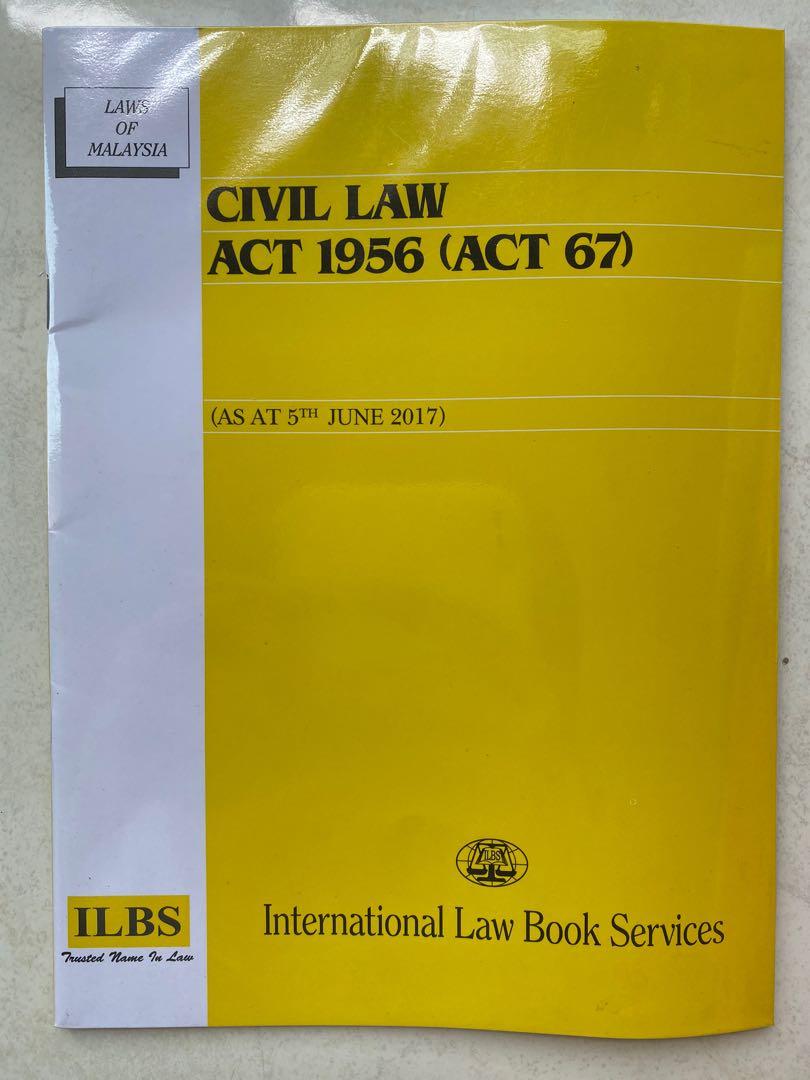 LAWS
OF
MALAYSIA
CIVIL LAW
ACT 1956 (ACT 67)
(AS AT 5TH JUNE 2017)
ILBS
International Law Book Services
ILBS
Trusted Name In Law